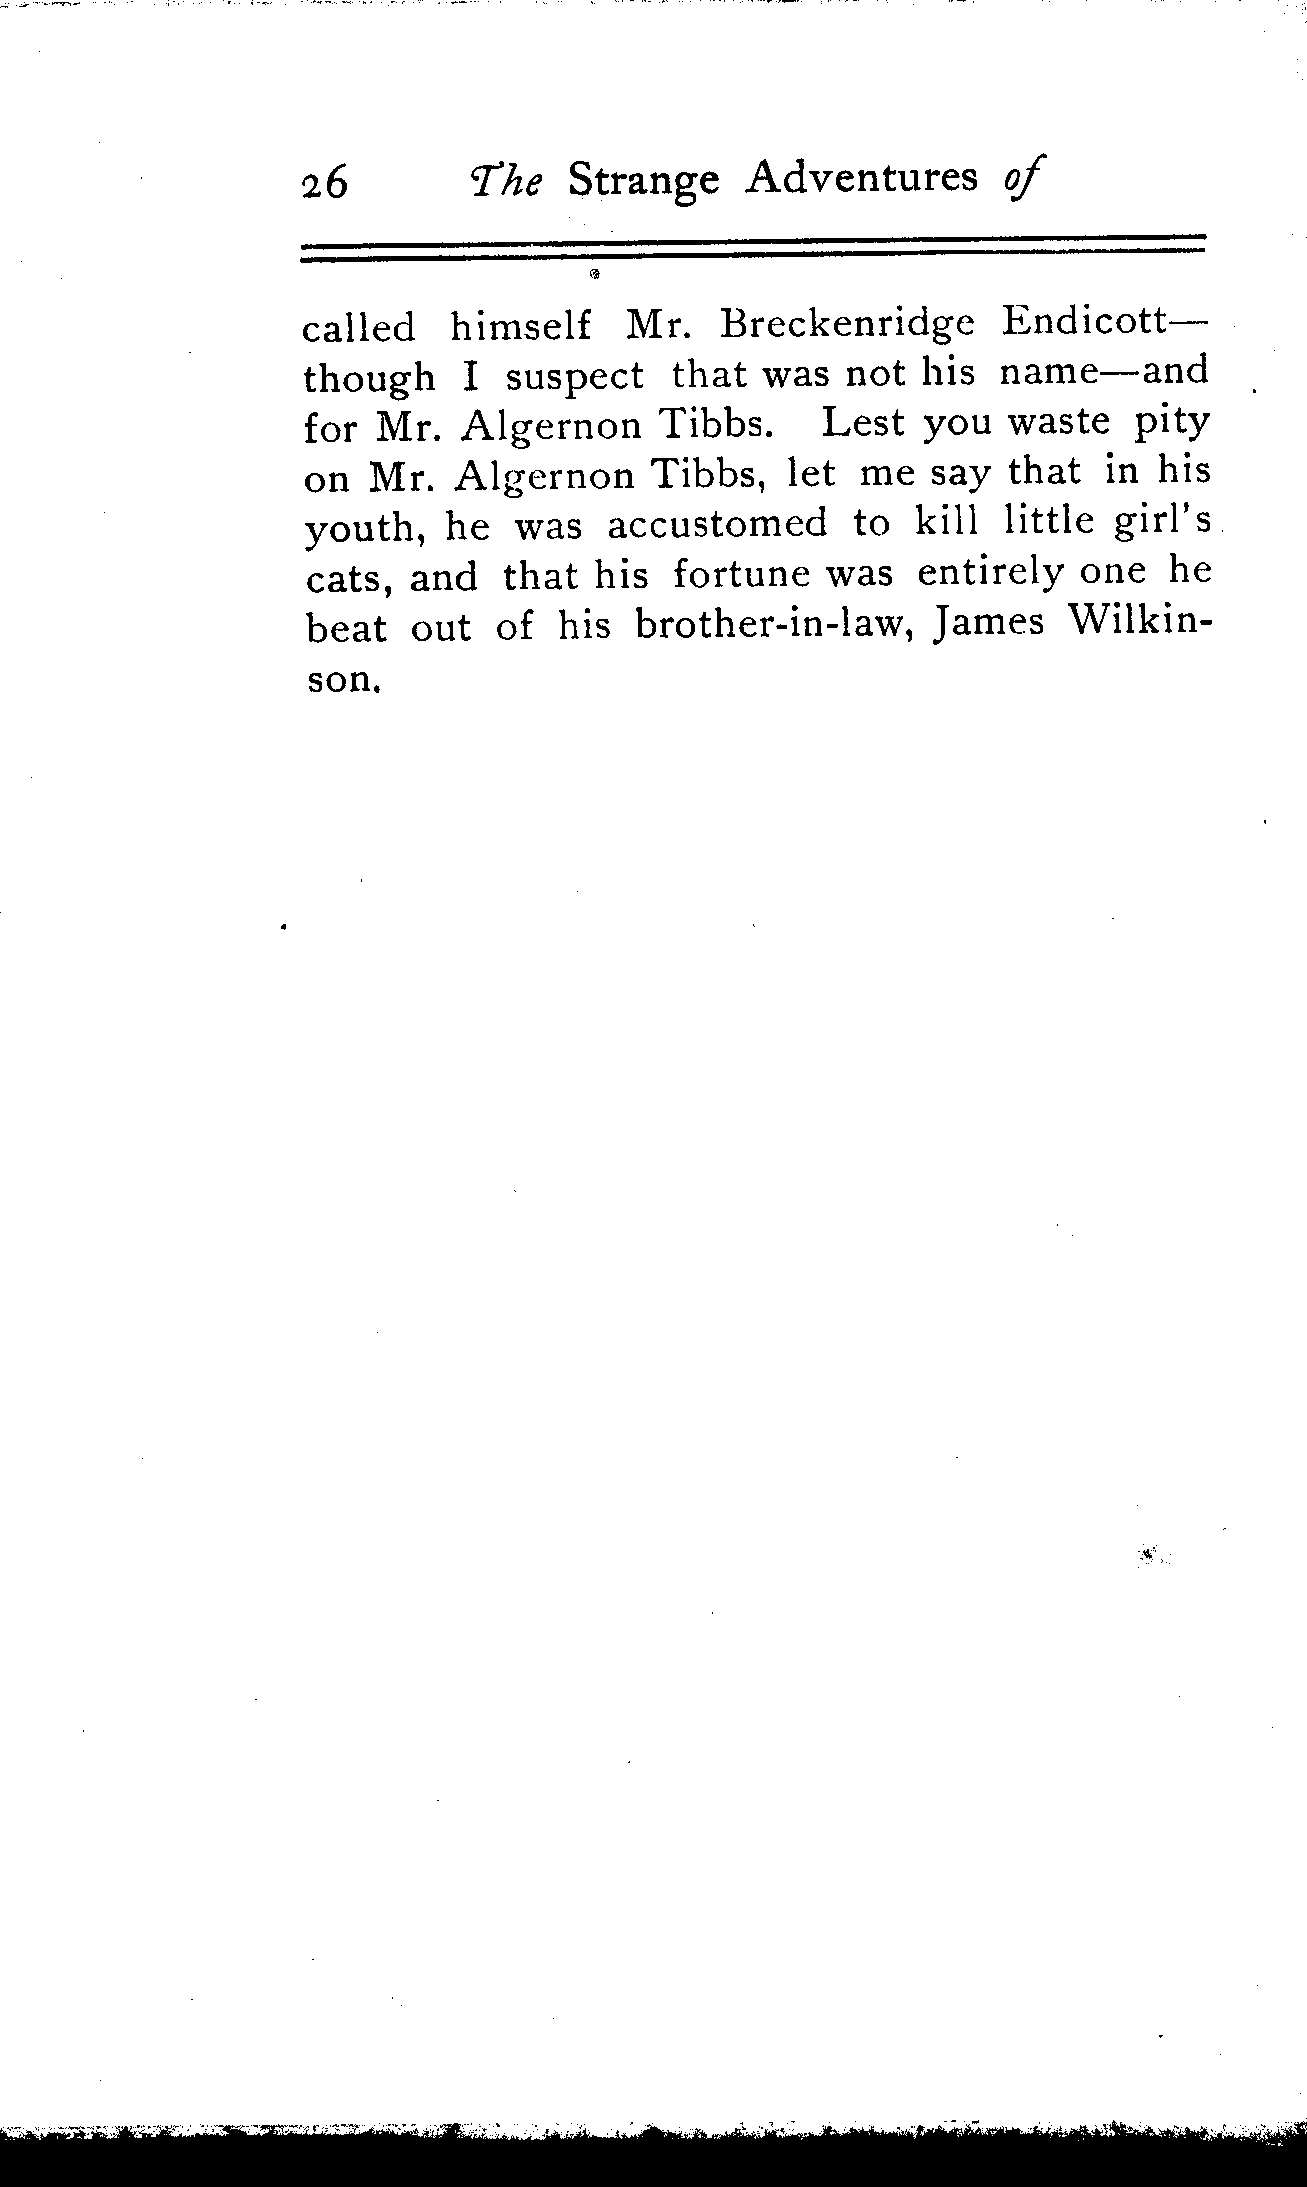 26 The Strange Adventures of
called himself Mr. Breckenridge Endicott—
though I suspect that was not his name—and
for Mr. Algernon Tibbs. Lest you waste pity
on Mr. Algernon Tibbs, let me say that in his
youth, he was accustomed to kill little girl's
cats, and that his fortune was entirely one he
beat out of his brother-in-law, James Wilkin-
son.